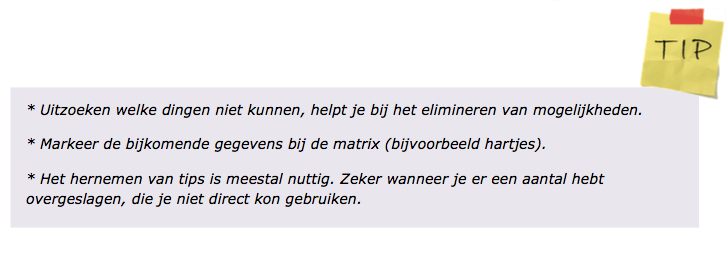 TIP
* Uitzoeken welke dingen niet kunnen, helpt je bij het elimineren van mogelijkheden.
* Markeer de bijkomende gegevens bij de matrix (bijvoorbeeld hartjes).
* Het hernemen van tips is meestal nuttig. Zeker wanneer je er een aantal hebt
overgeslagen, die je niet direct kon gebruiken.